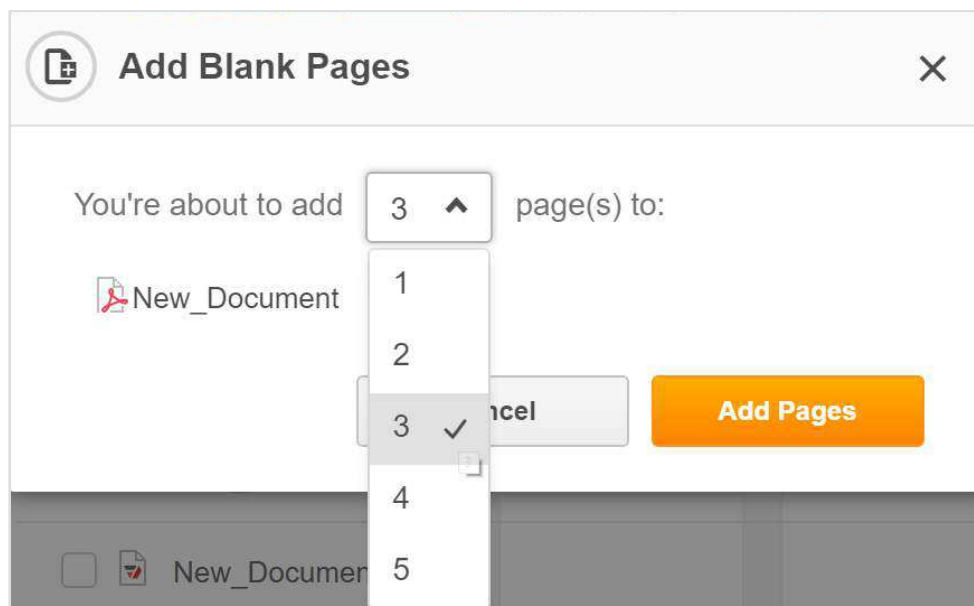 Add Blank Pages
You're about to add 3 page(s) to:
New_Document
1
2
3
4
5
Cancel
Add Pages
New_Documen